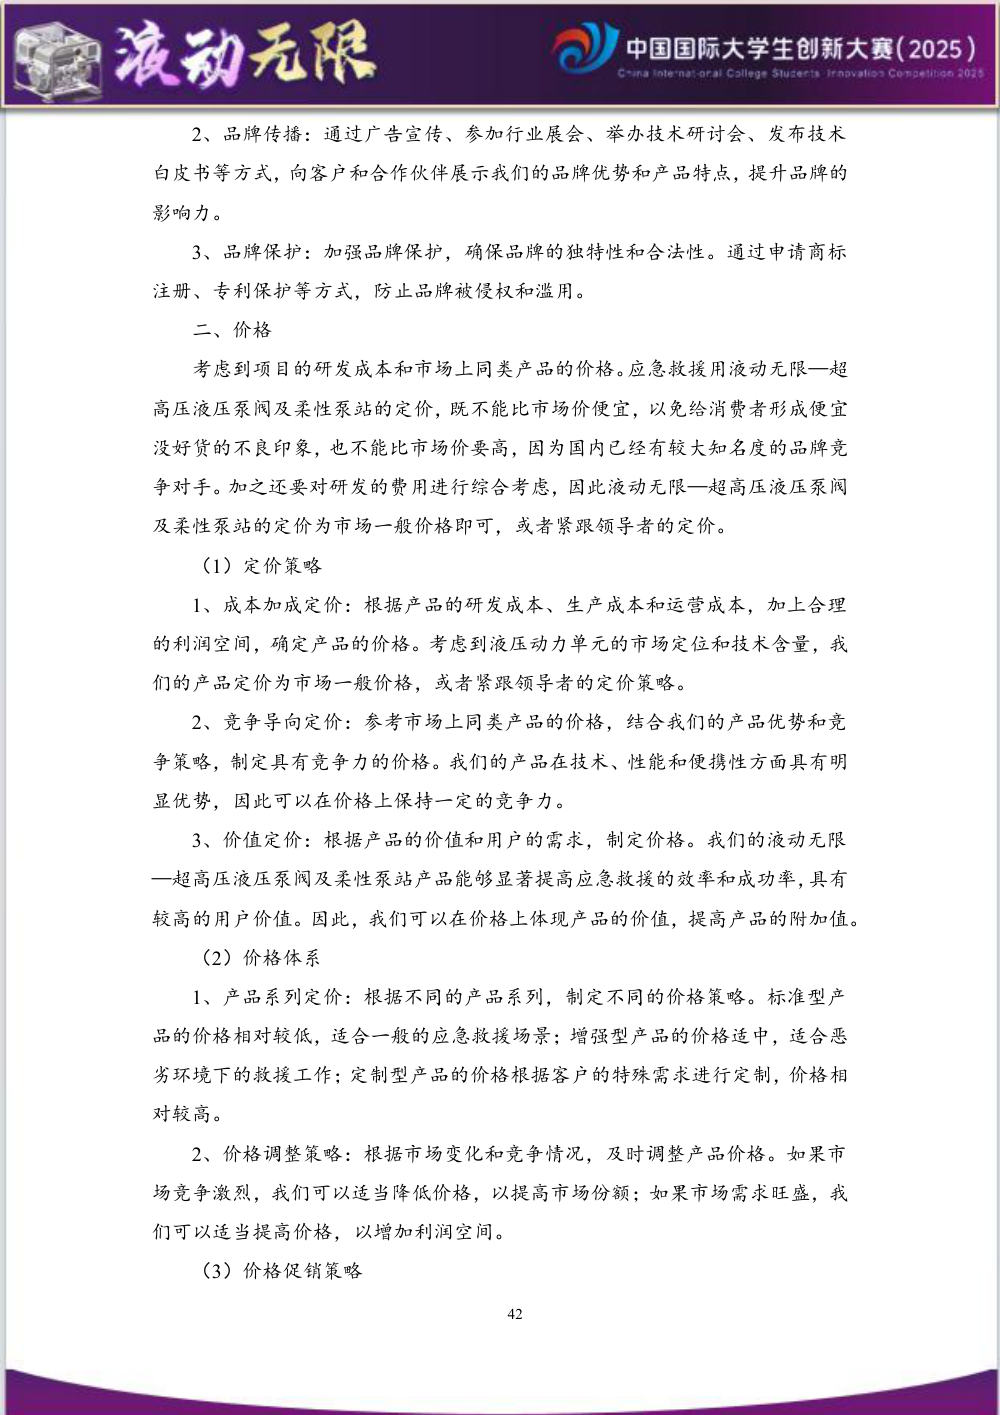 液动无限
中国国际大学生创新大赛(2025)
China International College Students' Innovation Competition 2025
2、品牌传播：通过广告宣传、参加行业展会、举办技术研讨会、发布技术
白皮书等方式，向客户和合作伙伴展示我们的品牌优势和产品特点，提升品牌的
影响力。
3、品牌保护：加强品牌保护，确保品牌的独特性和合法性。通过申请商标
注册、专利保护等方式，防止品牌被侵权和滥用。
二、价格
考虑到项目的研发成本和市场上同类产品的价格。应急救援用液动无限—超
高压液压泵阀及柔性泵站的定价，既不能比市场价便宜，以免给消费者形成便宜
没好货的不良印象，也不能比市场价要高，因为国内已经有较大知名度的品牌竞
争对手。加之还要对研发的费用进行综合考虑，因此液动无限—超高压液压泵阀
及柔性泵站的定价为市场一般价格即可，或者紧跟领导者的定价。
（1）定价策略
1、成本加成定价：根据产品的研发成本、生产成本和运营成本，加上合理
的利润空间，确定产品的价格。考虑到液压动力单元的市场定位和技术含量，我
们的产品定价为市场一般价格，或者紧跟领导者的定价策略。
2、竞争导向定价：参考市场上同类产品的价格，结合我们的产品优势和竞
争策略，制定具有竞争力的价格。我们的产品在技术、性能和便携性方面具有明
显优势，因此可以在价格上保持一定的竞争力。
3、价值定价：根据产品的价值和用户的需求，制定价格。我们的液动无限
—超高压液压泵阀及柔性泵站产品能够显著提高应急救援的效率和成功率，具有
较高的用户价值。因此，我们可以在价格上体现产品的价值，提高产品的附加值。
（2）价格体系
1、产品系列定价：根据不同的产品系列，制定不同的价格策略。标准型产
品的价格相对较低，适合一般的应急救援场景；增强型产品的价格适中，适合恶
劣环境下的救援工作；定制型产品的价格根据客户的特殊需求进行定制，价格相
对较高。
2、价格调整策略：根据市场变化和竞争情况，及时调整产品价格。如果市
场竞争激烈，我们可以适当降低价格，以提高市场份额；如果市场需求旺盛，我
们可以适当提高价格，以增加利润空间。
（3）价格促销策略
42